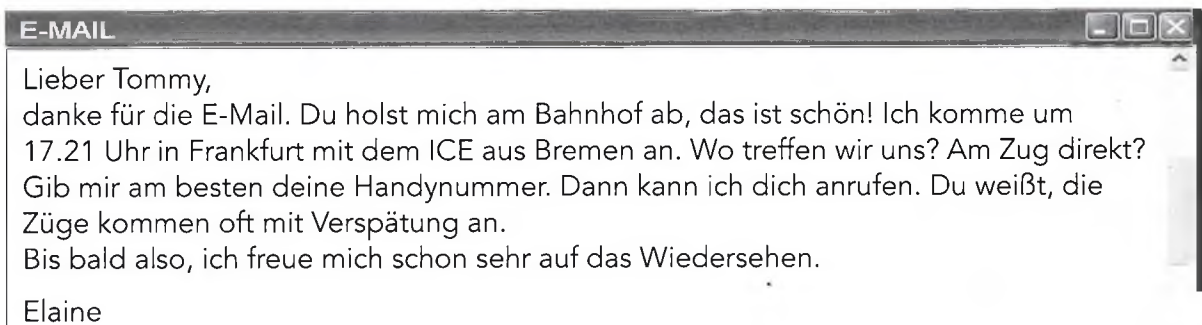 E-MAIL
Lieber Tommy,
danke für die E-Mail. Du holst mich am Bahnhof ab, das ist schön! Ich komme um
17.21 Uhr in Frankfurt mit dem ICE aus Bremen an. Wo treffen wir uns? Am Zug direkt?
Gib mir am besten deine Handynummer. Dann kann ich dich anrufen. Du weißt, die
Züge kommen oft mit Verspätung an.
Bis bald also, ich freue mich schon sehr auf das Wiedersehen.
Elaine